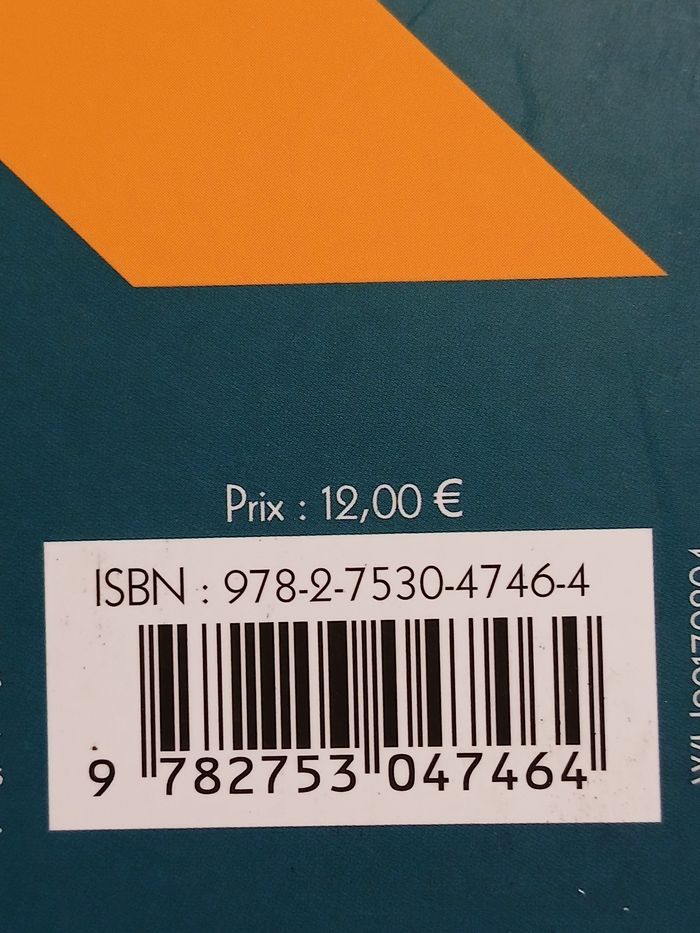 Prix : 12,00 €
ISBN : 978-2-7530-4746-4
9 782753 047464